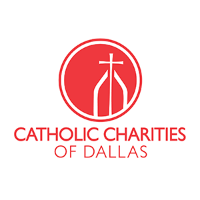 CATHOLIC CHARITIES
OF DALLAS